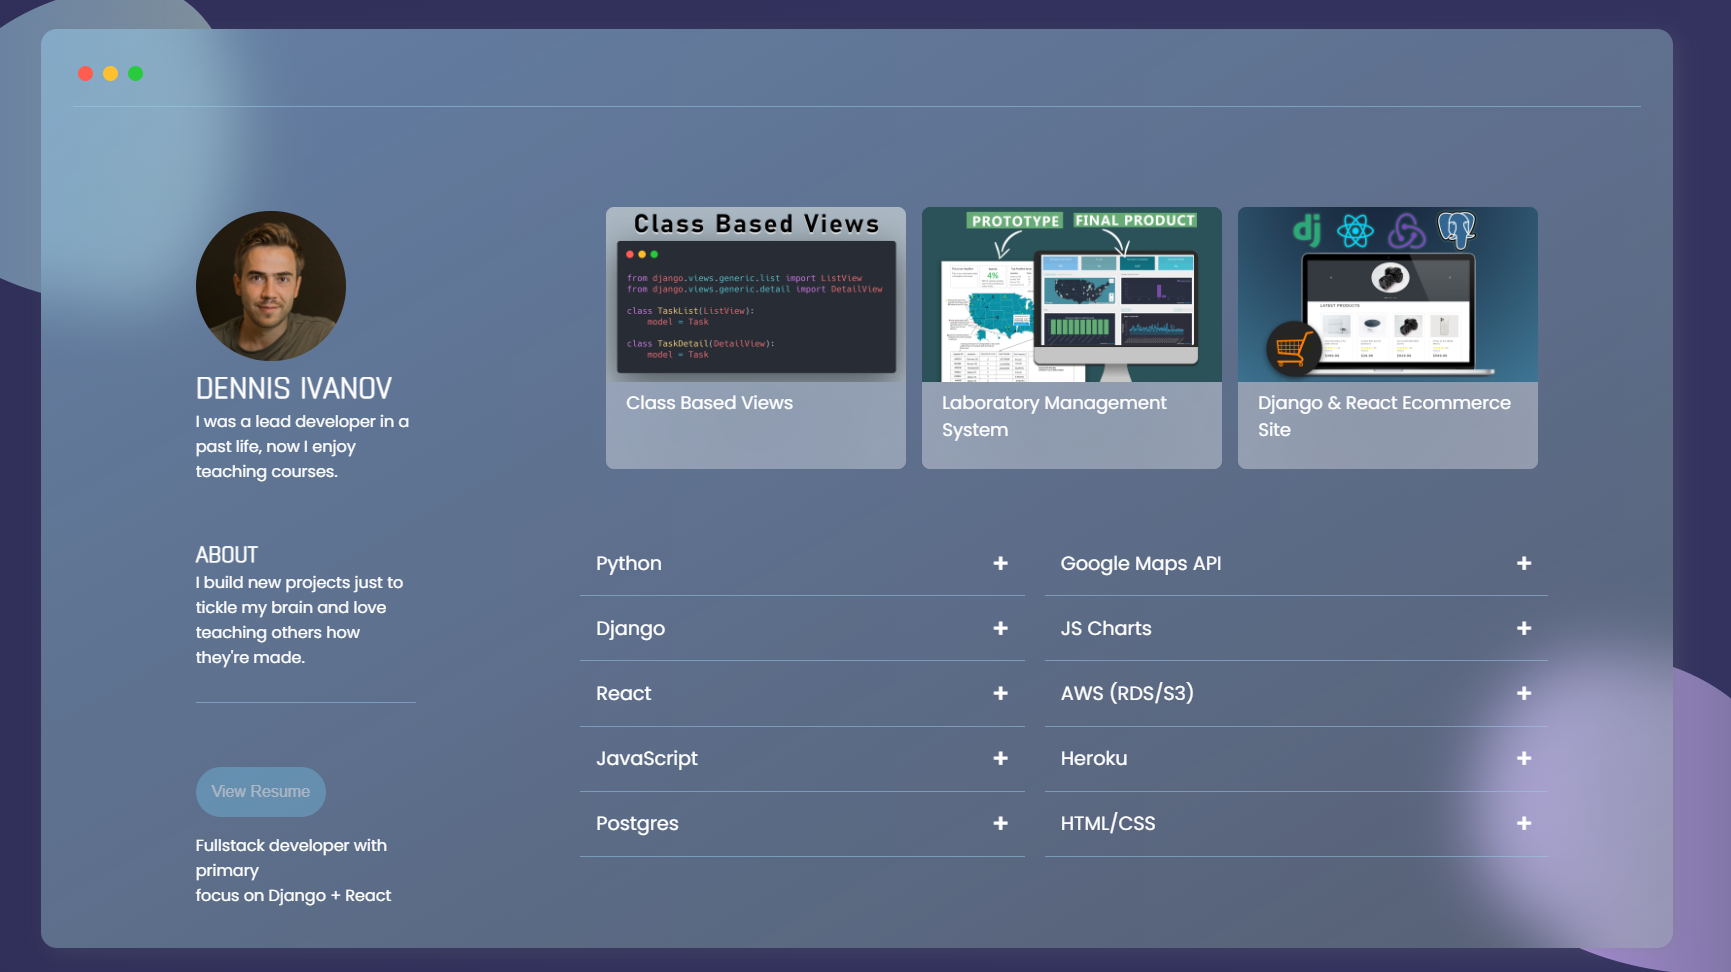 DENNIS IVANOV
I was a lead developer in a
past life, now I enjoy
teaching courses.
ABOUT
I build new projects just to
tickle my brain and love
teaching others how
they're made.
View Resume
Fullstack developer with
primary
focus on Django + React
Class Based Views
from django.views.generic.list import ListView
from django.views.generic.detail import DetailView
class TaskList(ListView):
model = Task
class TaskDetail(DetailView):
model = Task
Class Based Views
PROTOTYPE
FINAL PRODUCT
4%
Laboratory Management
System
dj
LATEST PRODUCTS
Django & React Ecommerce
Site
Python
Django
React
JavaScript
Postgres
Google Maps API
JS Charts
AWS (RDS/S3)
Heroku
HTML/CSS